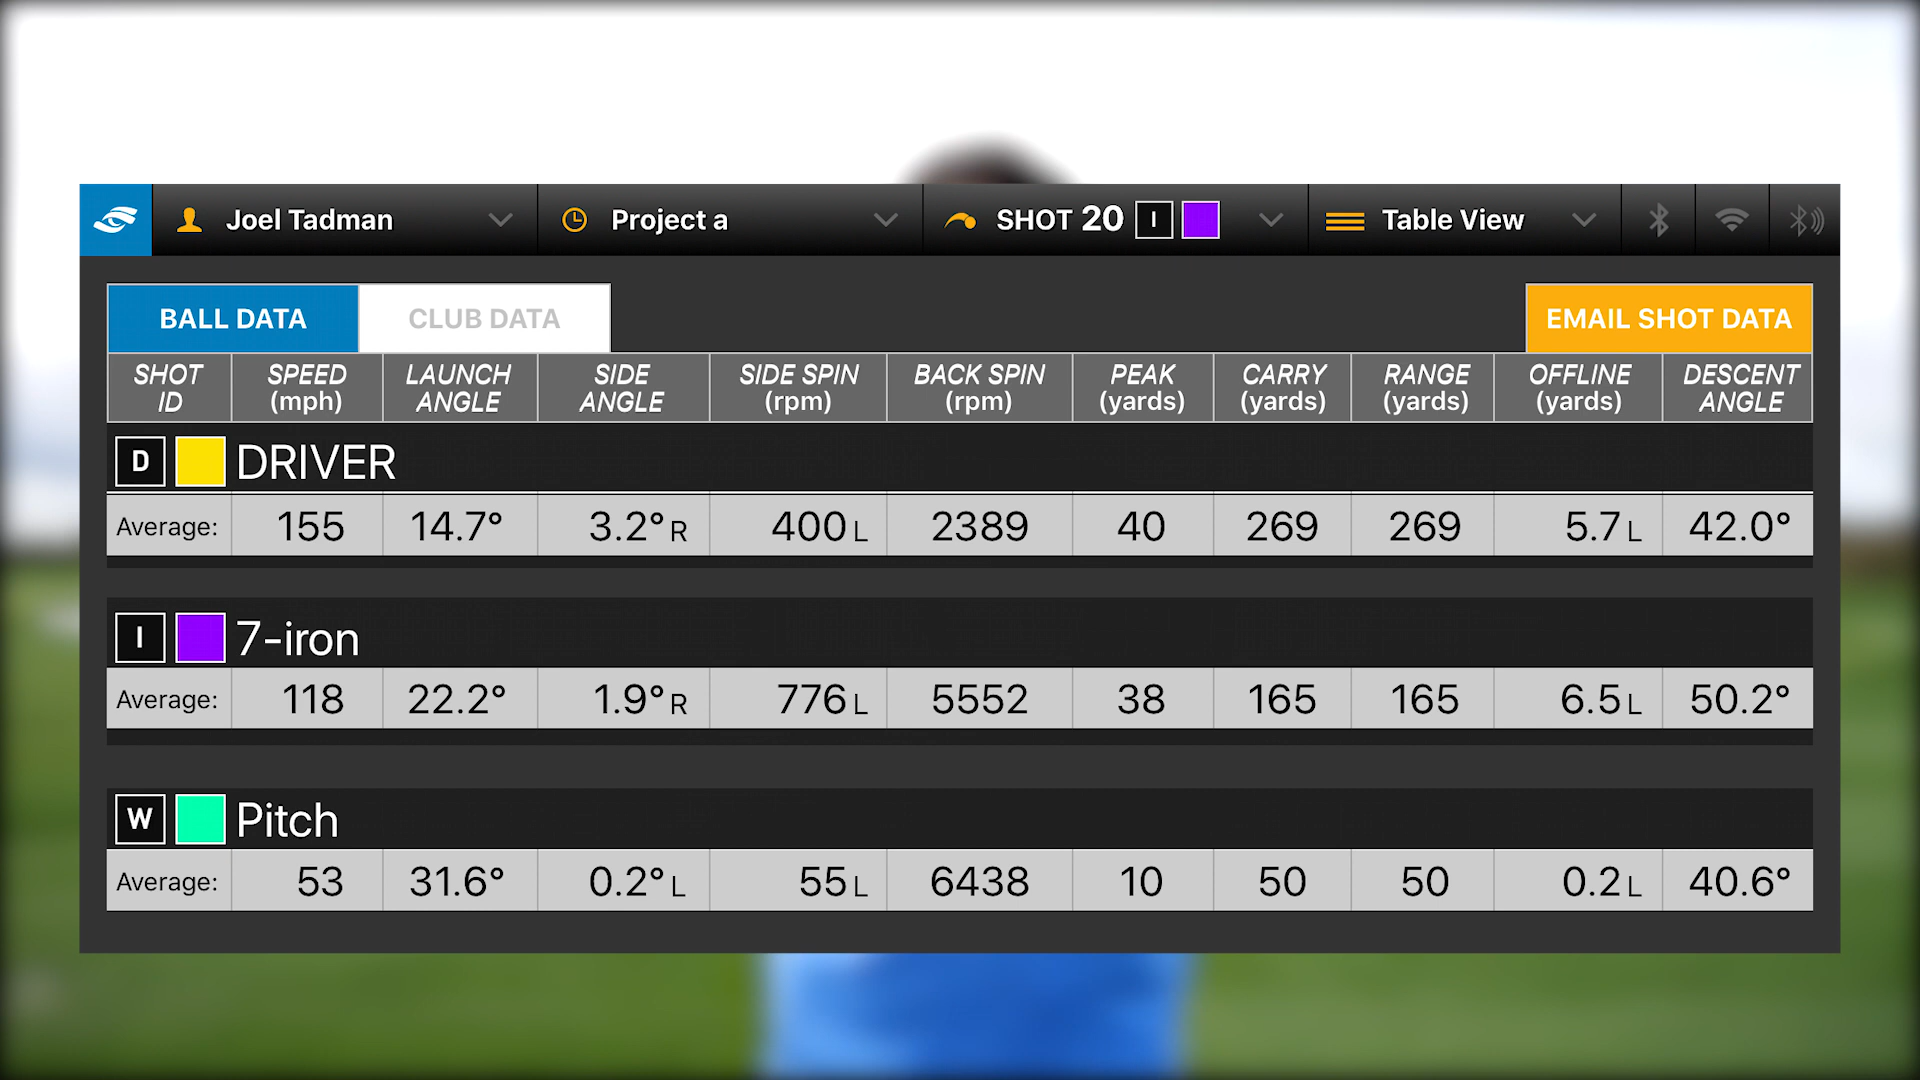 Joel Tadman Project a SHOT 20 I Table View
BALL DATA CLUB DATA EMAIL SHOT DATA
SHOT ID SPEED (mph) LAUNCH ANGLE SIDE ANGLE SIDE SPIN (rpm) BACK SPIN (rpm) PEAK (yards) CARRY (yards) RANGE (yards) OFFLINE (yards) DESCENT ANGLE
D DRIVER
Average: 155 14.7° 3.2° R 400 L 2389 40 269 269 5.7 L 42.0°
I 7-iron
Average: 118 22.2° 1.9° R 776 L 5552 38 165 165 6.5 L 50.2°
W Pitch
Average: 53 31.6° 0.2° L 55 L 6438 10 50 50 0.2 L 40.6°